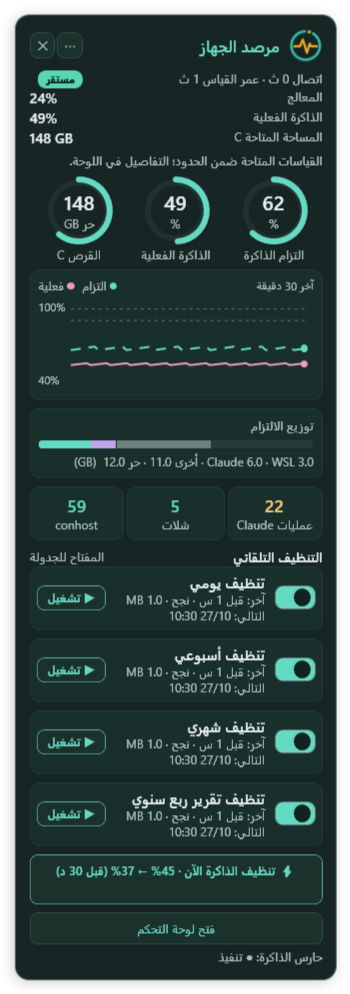 مرصد الجهاز
اتصال 0 ث · عمر القياس 1 ث
مستقر
المعالج
24%
الذاكرة الفعلية
49%
المساحة المتاحة C
148 GB
القياسات المتاحة ضمن الحدود؛ التفاصيل في اللوحة.
62
%
التزام الذاكرة
49
%
الذاكرة الفعلية
148
حر GB
القرص C
آخر 30 دقيقة
التزام
فعلية
100%
40%
توزيع الالتزام
WSL 3.0 · Claude 6.0 · أخرى 11.0 · حر 12.0 (GB)
22
عمليات Claude
5
شلات
59
conhost
التنظيف التلقائي
المفتاح للجدولة
تنظيف يومي
آخر: قبل 1 س · نجح · 1.0 MB
التالي: 27/10 10:30
تشغيل
تنظيف أسبوعي
آخر: قبل 1 س · نجح · 1.0 MB
التالي: 27/10 10:30
تشغيل
تنظيف شهري
آخر: قبل 1 س · نجح · 1.0 MB
التالي: 27/10 10:30
تشغيل
تنظيف تقرير ربع سنوي
آخر: قبل 1 س · نجح · 1.0 MB
التالي: 27/10 10:30
تشغيل
تنظيف الذاكرة الآن · 45% ← 37% (قبل 30 د)
فتح لوحة التحكم
حارس الذاكرة: ● تنفيذ